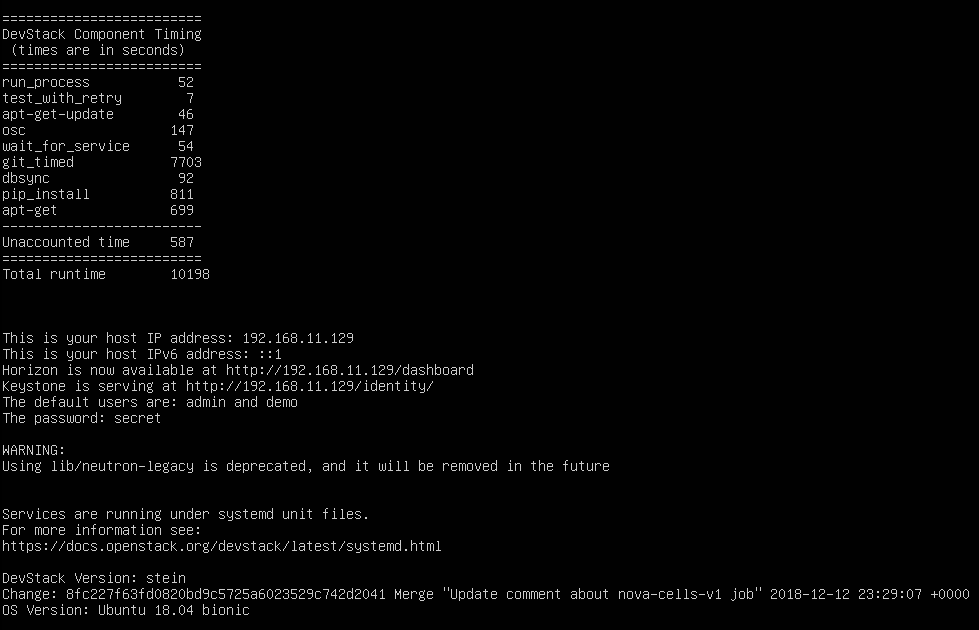 =========================
DevStack Component Timing
 (times are in seconds)
=========================
run_process           52
test_with_retry        7
apt-get-update        46
osc                  147
wait_for_service      54
git_timed            7703
dbsync                92
pip_install          811
apt-get              699
-------------------------
Unaccounted time     587
=========================
Total runtime        10198
This is your host IP address: 192.168.11.129
This is your host IPv6 address: ::1
Horizon is now available at http://192.168.11.129/dashboard
Keystone is serving at http://192.168.11.129/identity/
The default users are: admin and demo
The password: secret
WARNING:
Using lib/neutron-legacy is deprecated, and it will be removed in the future
Services are running under systemd unit files.
For more information see:
https://docs.openstack.org/devstack/latest/systemd.html
DevStack Version: stein
Change: 8fc227f63fd0820bd9c5725a6023529c742d2041 Merge "Update comment about nova-cells-v1 job" 2018-12-12 23:29:07 +0000
OS Version: Ubuntu 18.04 bionic